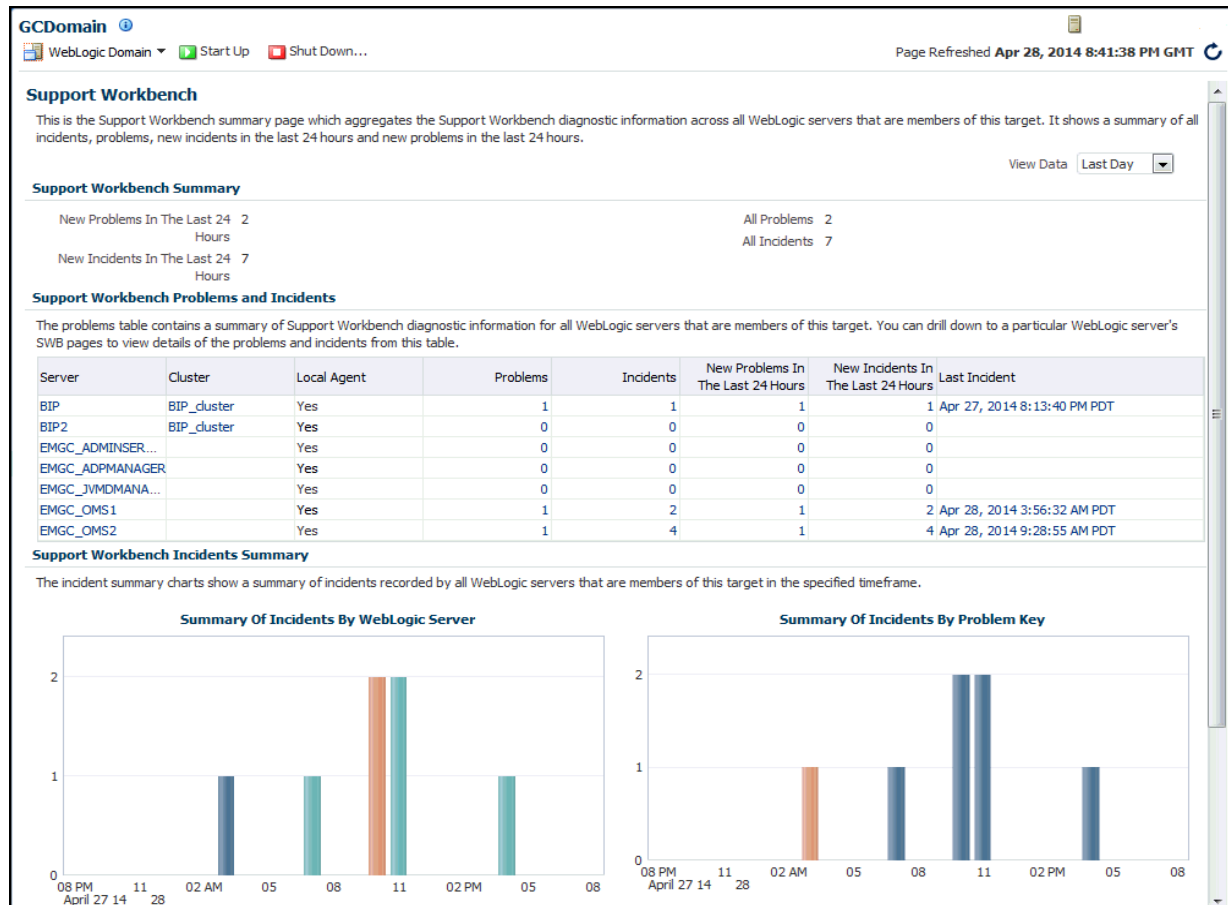 GCDomain
WebLogic Domain Start Up Shut Down...
Page Refreshed Apr 28, 2014 8:41:38 PM GMT
Support Workbench
This is the Support Workbench summary page which aggregates the Support Workbench diagnostic information across all WebLogic servers that are members of this target. It shows a summary of all
incidents, problems, new incidents in the last 24 hours and new problems in the last 24 hours.
View Data Last Day
Support Workbench Summary
New Problems In The Last 24 2
Hours
New Incidents In The Last 24 7
Hours
All Problems 2
All Incidents 7
Support Workbench Problems and Incidents
The problems table contains a summary of Support Workbench diagnostic information for all WebLogic servers that are members of this target. You can drill down to a particular WebLogic server's
SWB pages to view details of the problems and incidents from this table.
Server Cluster Local Agent Problems Incidents New Problems In The Last 24 Hours New Incidents In The Last 24 Hours Last Incident
BIP BIP_cluster Yes 1 1 1 1 Apr 27, 2014 8:13:40 PM PDT
BIP2 BIP_cluster Yes 0 0 0 0
EMGC_ADMINSER... Yes 0 0 0 0
EMGC_ADPMANAGER Yes 0 0 0 0
EMGC_JVMDMANA... Yes 0 0 0 0
EMGC_OMS1 Yes 1 2 1 2 Apr 28, 2014 3:56:32 AM PDT
EMGC_OMS2 Yes 1 4 1 4 Apr 28, 2014 9:28:55 AM PDT
Support Workbench Incidents Summary
The incident summary charts show a summary of incidents recorded by all WebLogic servers that are members of this target in the specified timeframe.
Summary Of Incidents By WebLogic Server
2
1
0
08 PM 11 02 AM 05 08 11 02 PM 05 08
April 27 14 28
Summary Of Incidents By Problem Key
2
1
0
08 PM 11 02 AM 05 08 11 02 PM 05 08
April 27 14 28